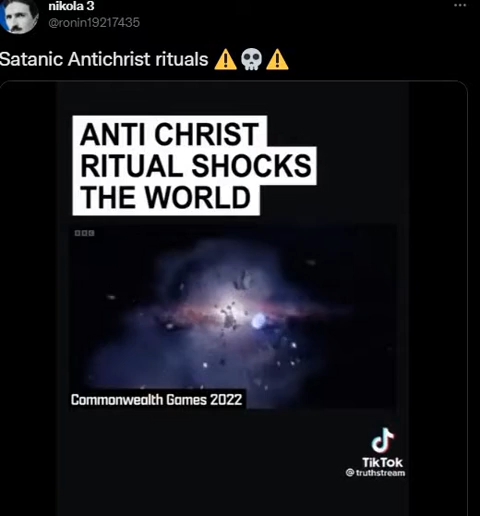 nikola 3
@ronin19217435
Satanic Antichrist rituals ⚠️💀⚠️
ANTI CHRIST
RITUAL SHOCKS
THE WORLD
BBC
Commonwealth Games 2022
TikTok
@truthstream